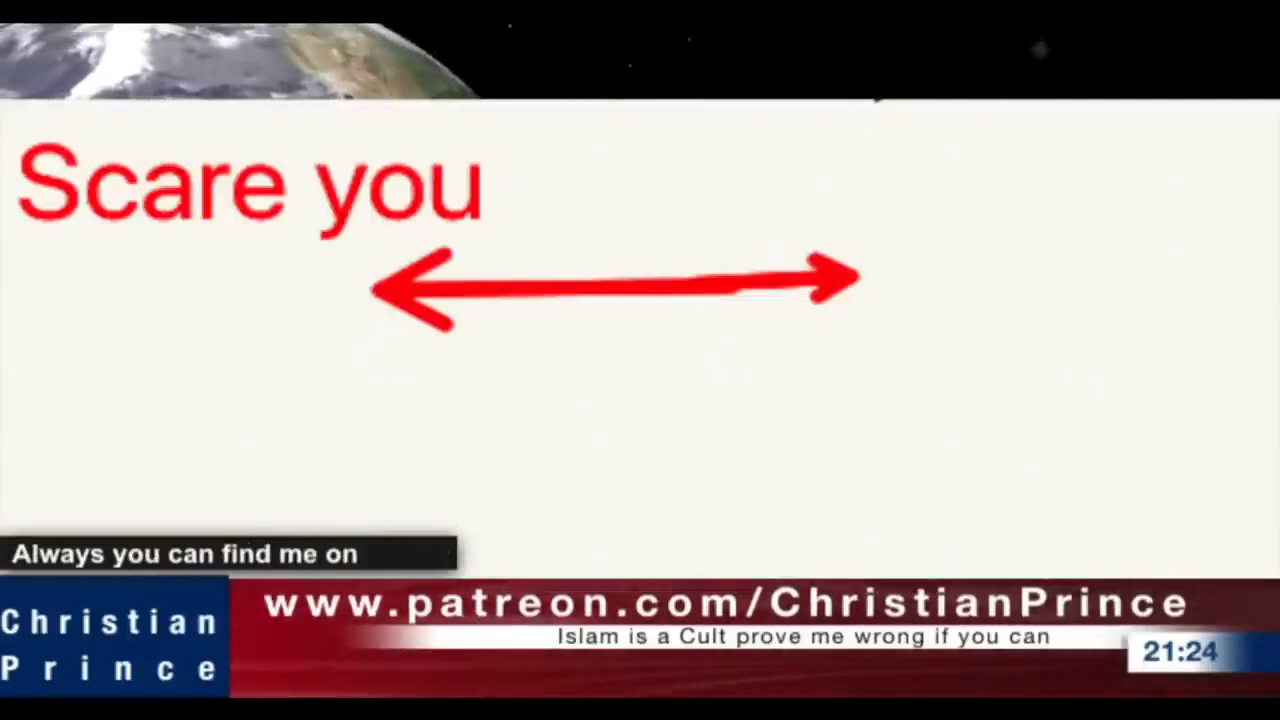 Scare you
Always you can find me on
Christian
Prince
www.patreon.com/ChristianPrince
Islam is a Cult prove me wrong if you can
21:24